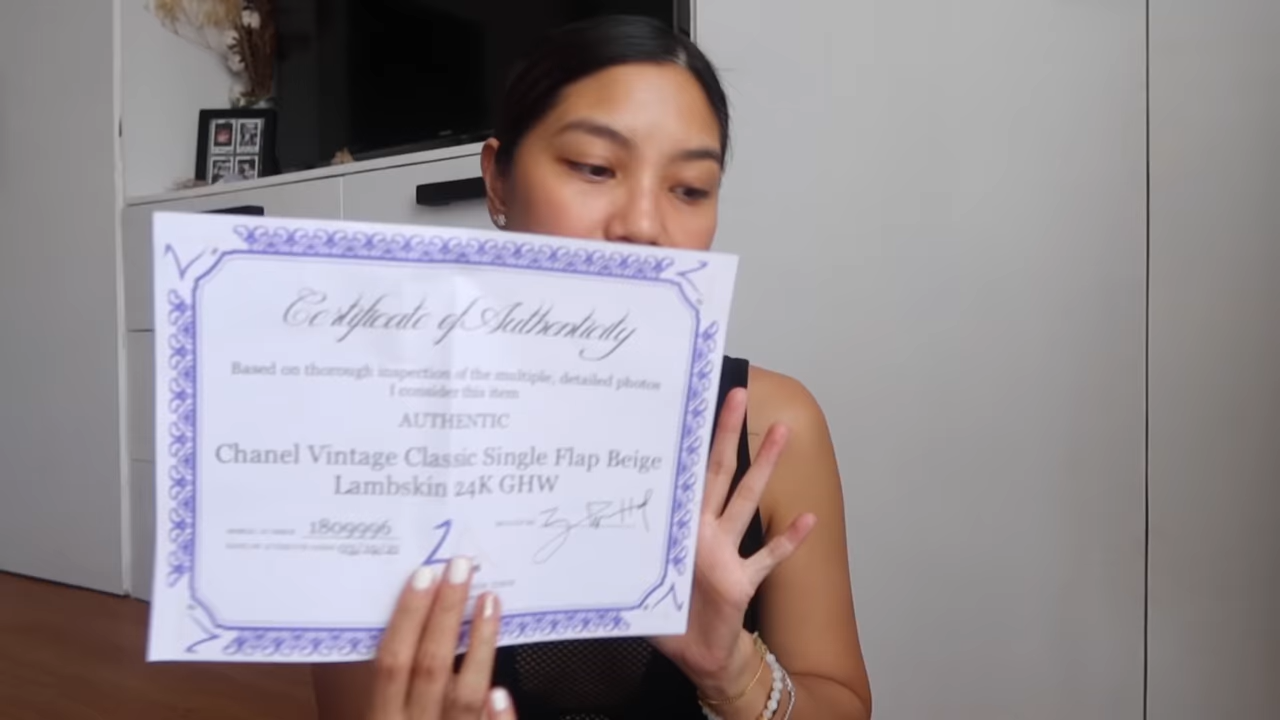 Certificate of Authenticity
Based on thorough inspection of the multiple, detailed photos
I consider this item
AUTHENTIC
Chanel Vintage Classic Single Flap Beige
Lambskin 24K GHW
1809996